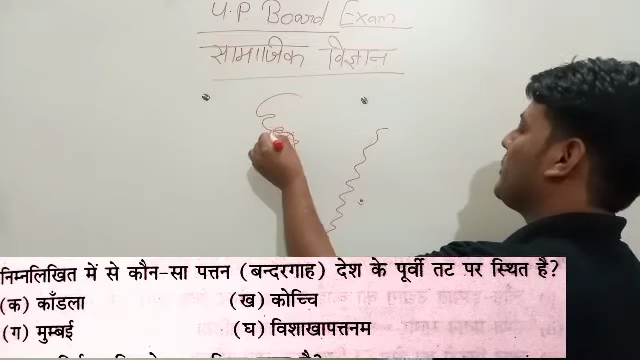 U.P. Board Exam
सामाजिक विज्ञान
निम्नलिखित में से कौन-सा पत्तन (बन्दरगाह) देश के पूर्वी तट पर स्थित है?
(क) काँडला (ख) कोच्चि
(ग) मुम्बई (घ) विशाखापत्तनम